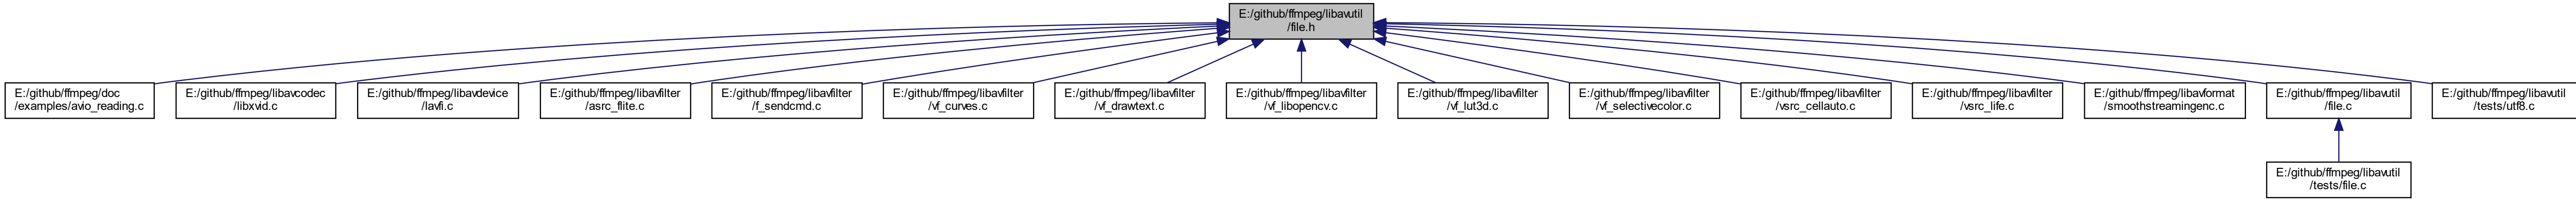 E:/github/ffmpeg/libavutil
/file.h
E:/github/ffmpeg/doc
/examples/avio_reading.c
E:/github/ffmpeg/libavcodec
/libxvid.c
E:/github/ffmpeg/libavdevice
/lavfi.c
E:/github/ffmpeg/libavfilter
/asrc_flite.c
E:/github/ffmpeg/libavfilter
/f_sendcmd.c
E:/github/ffmpeg/libavfilter
/vf_curves.c
E:/github/ffmpeg/libavfilter
/vf_drawtext.c
E:/github/ffmpeg/libavfilter
/vf_libopencv.c
E:/github/ffmpeg/libavfilter
/vf_lut3d.c
E:/github/ffmpeg/libavfilter
/vf_selectivecolor.c
E:/github/ffmpeg/libavfilter
/vsrc_cellauto.c
E:/github/ffmpeg/libavfilter
/vsrc_life.c
E:/github/ffmpeg/libavformat
/smoothstreamingenc.c
E:/github/ffmpeg/libavutil
/file.c
E:/github/ffmpeg/libavutil
/tests/utf8.c
E:/github/ffmpeg/libavutil
/tests/file.c